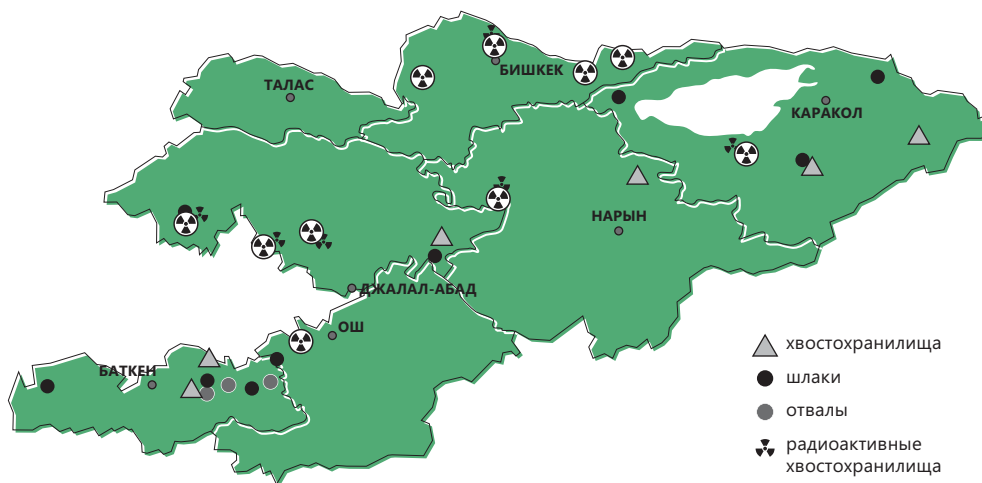 БИШКЕК
ТАЛАС
КАРАКОЛ
НАРЫН
ДЖАЛАЛ-АБАД
ОШ
БАТКЕН
хвостохранилища
шлаки
отвалы
радиоактивные
хвостохранилища